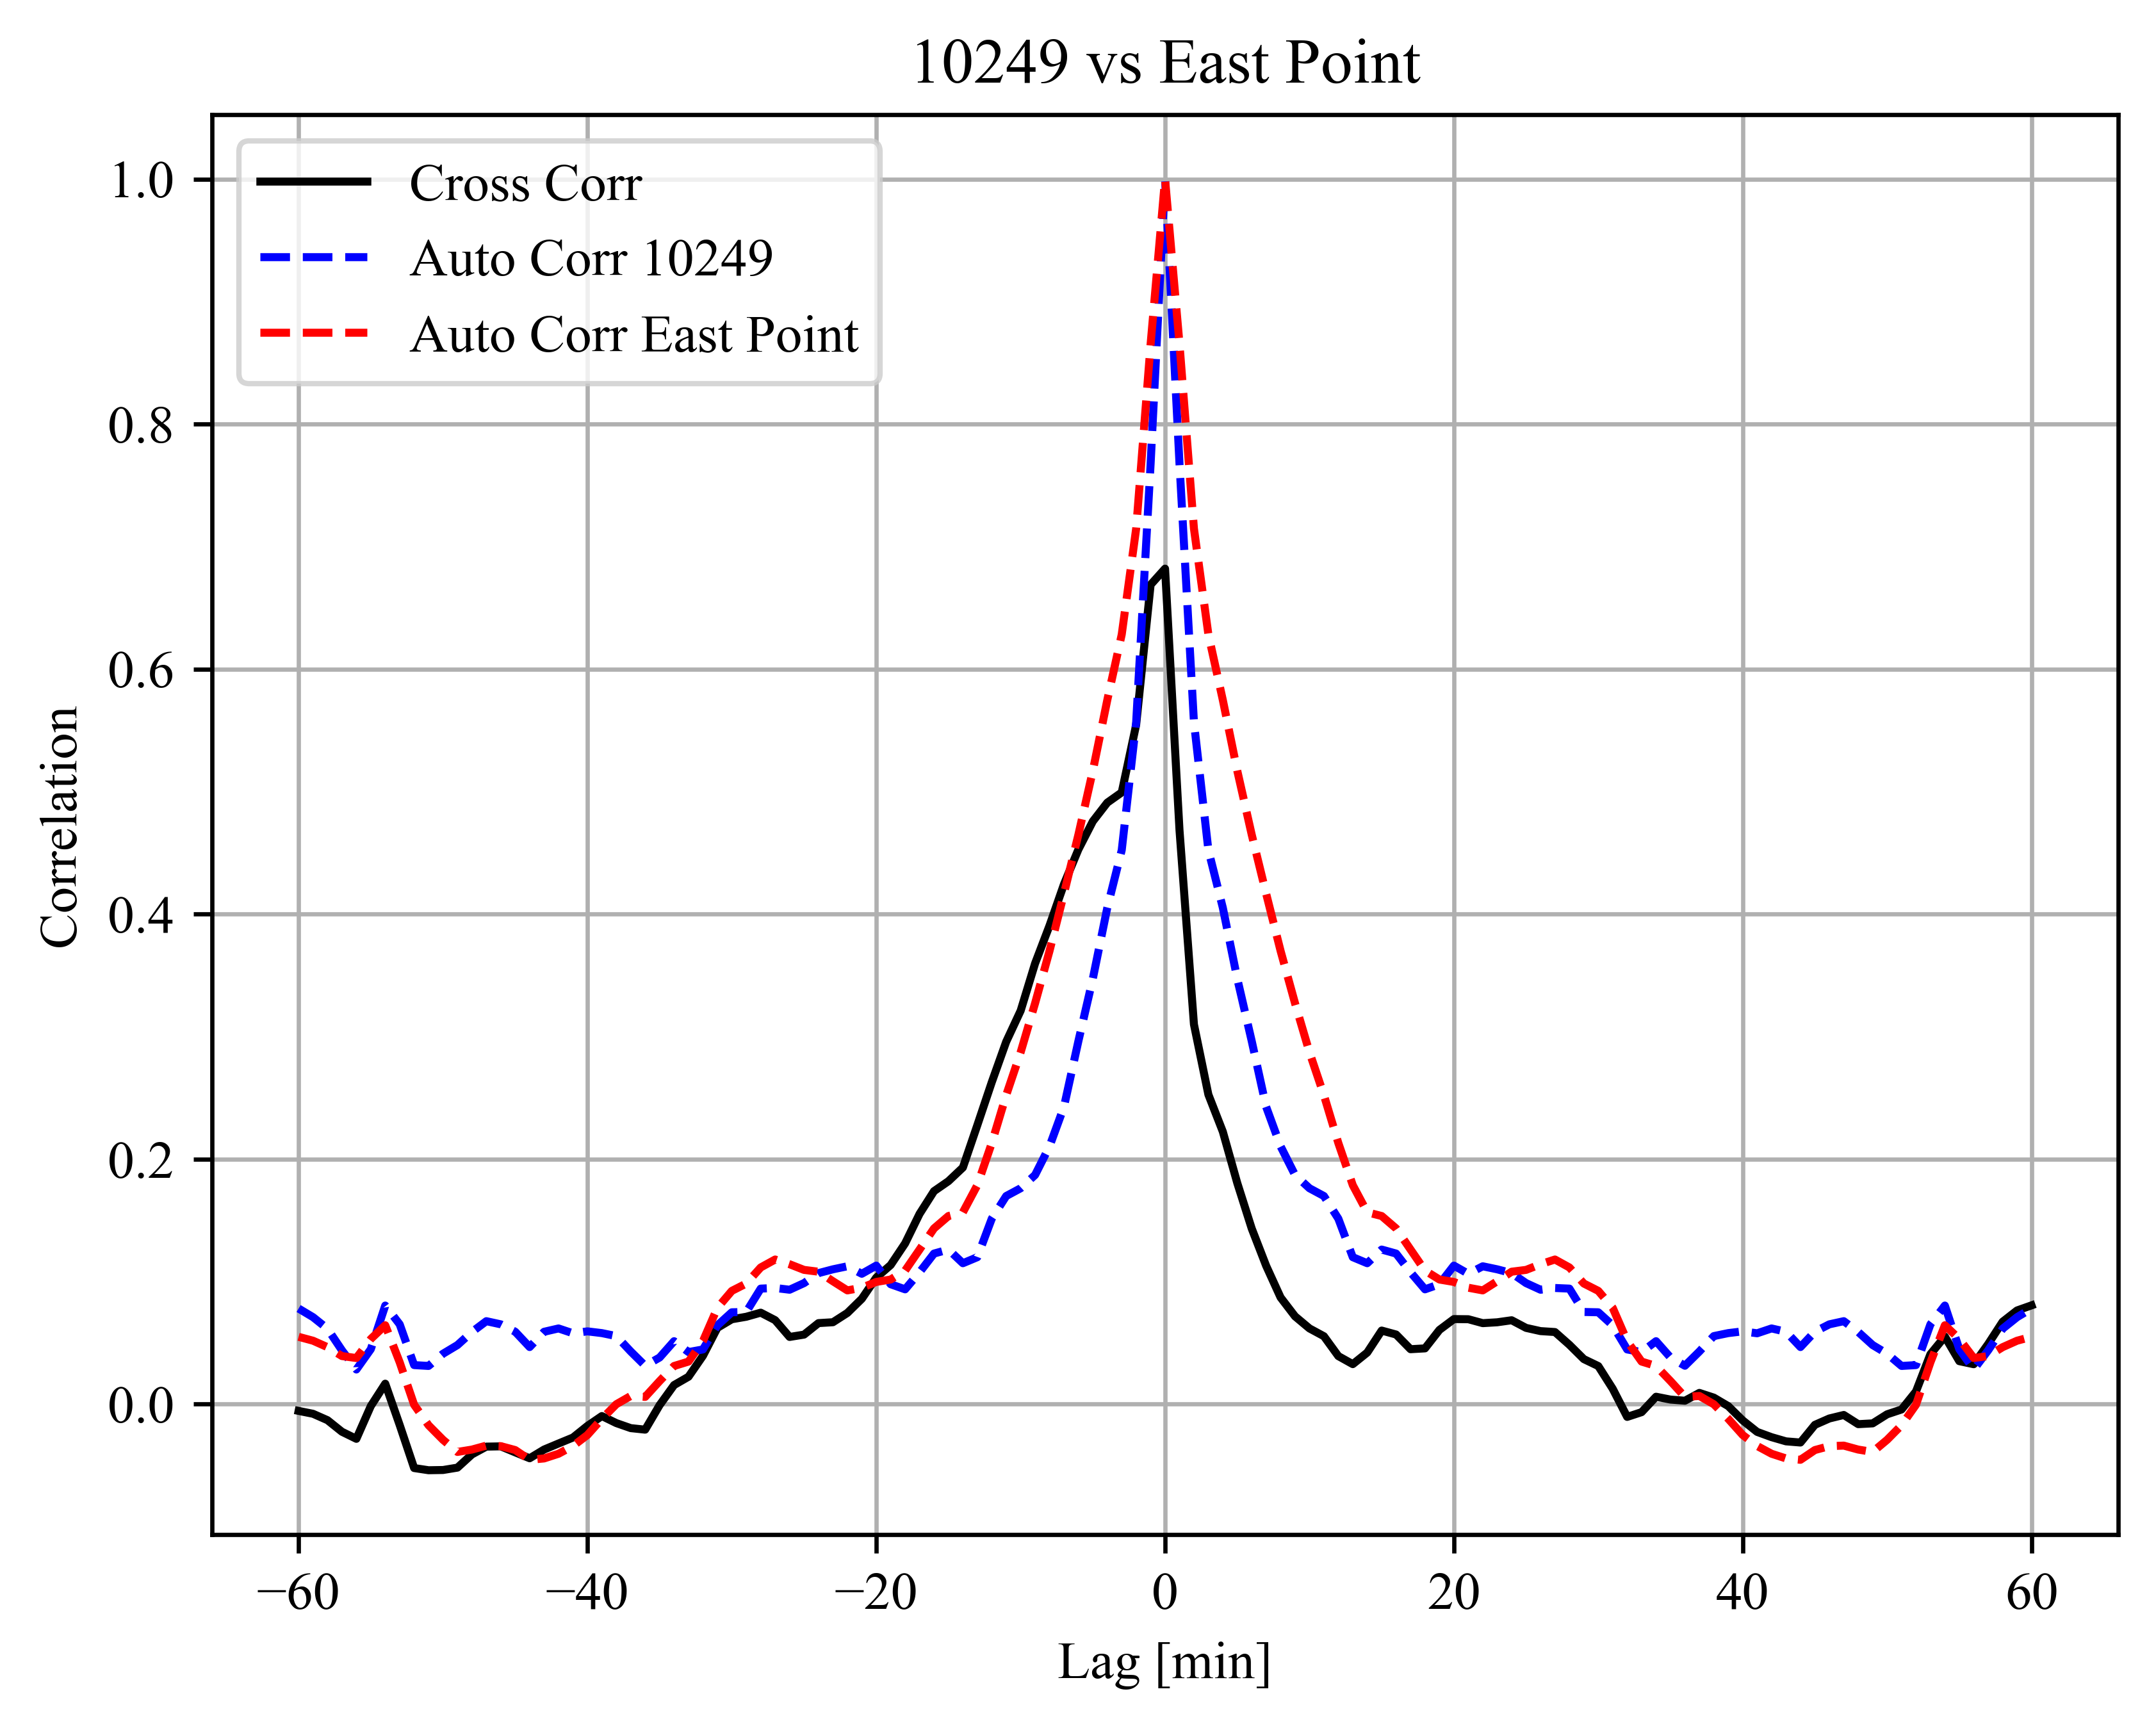 10249 vs East Point
Cross Corr
Auto Corr 10249
Auto Corr East Point
1.0
0.8
0.6
0.4
0.2
0.0
Correlation
−60 −40 −20 0 20 40 60
Lag [min]